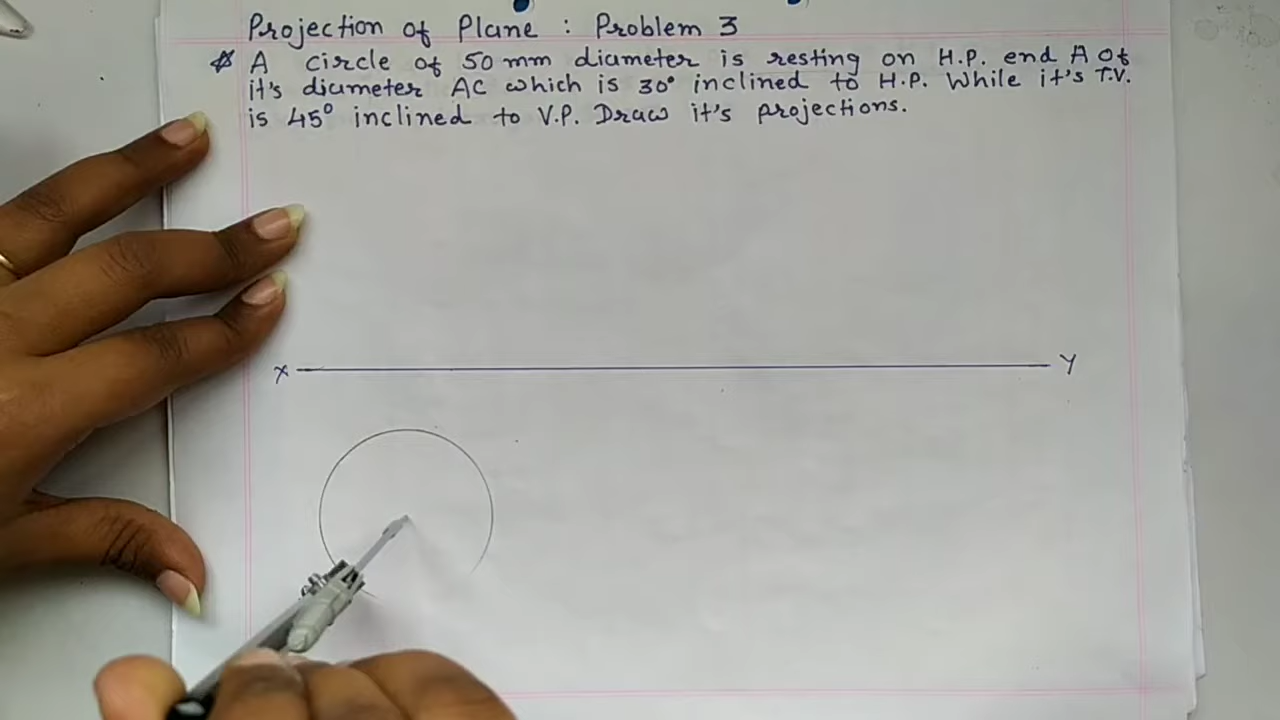 Projection of Plane : Problem 3
A circle of 50 mm diameter is resting on H.P. end A of
it's diameter AC which is 30° inclined to H.P. While it's T.V.
is 45° inclined to V.P. Draw it's projections.
X Y